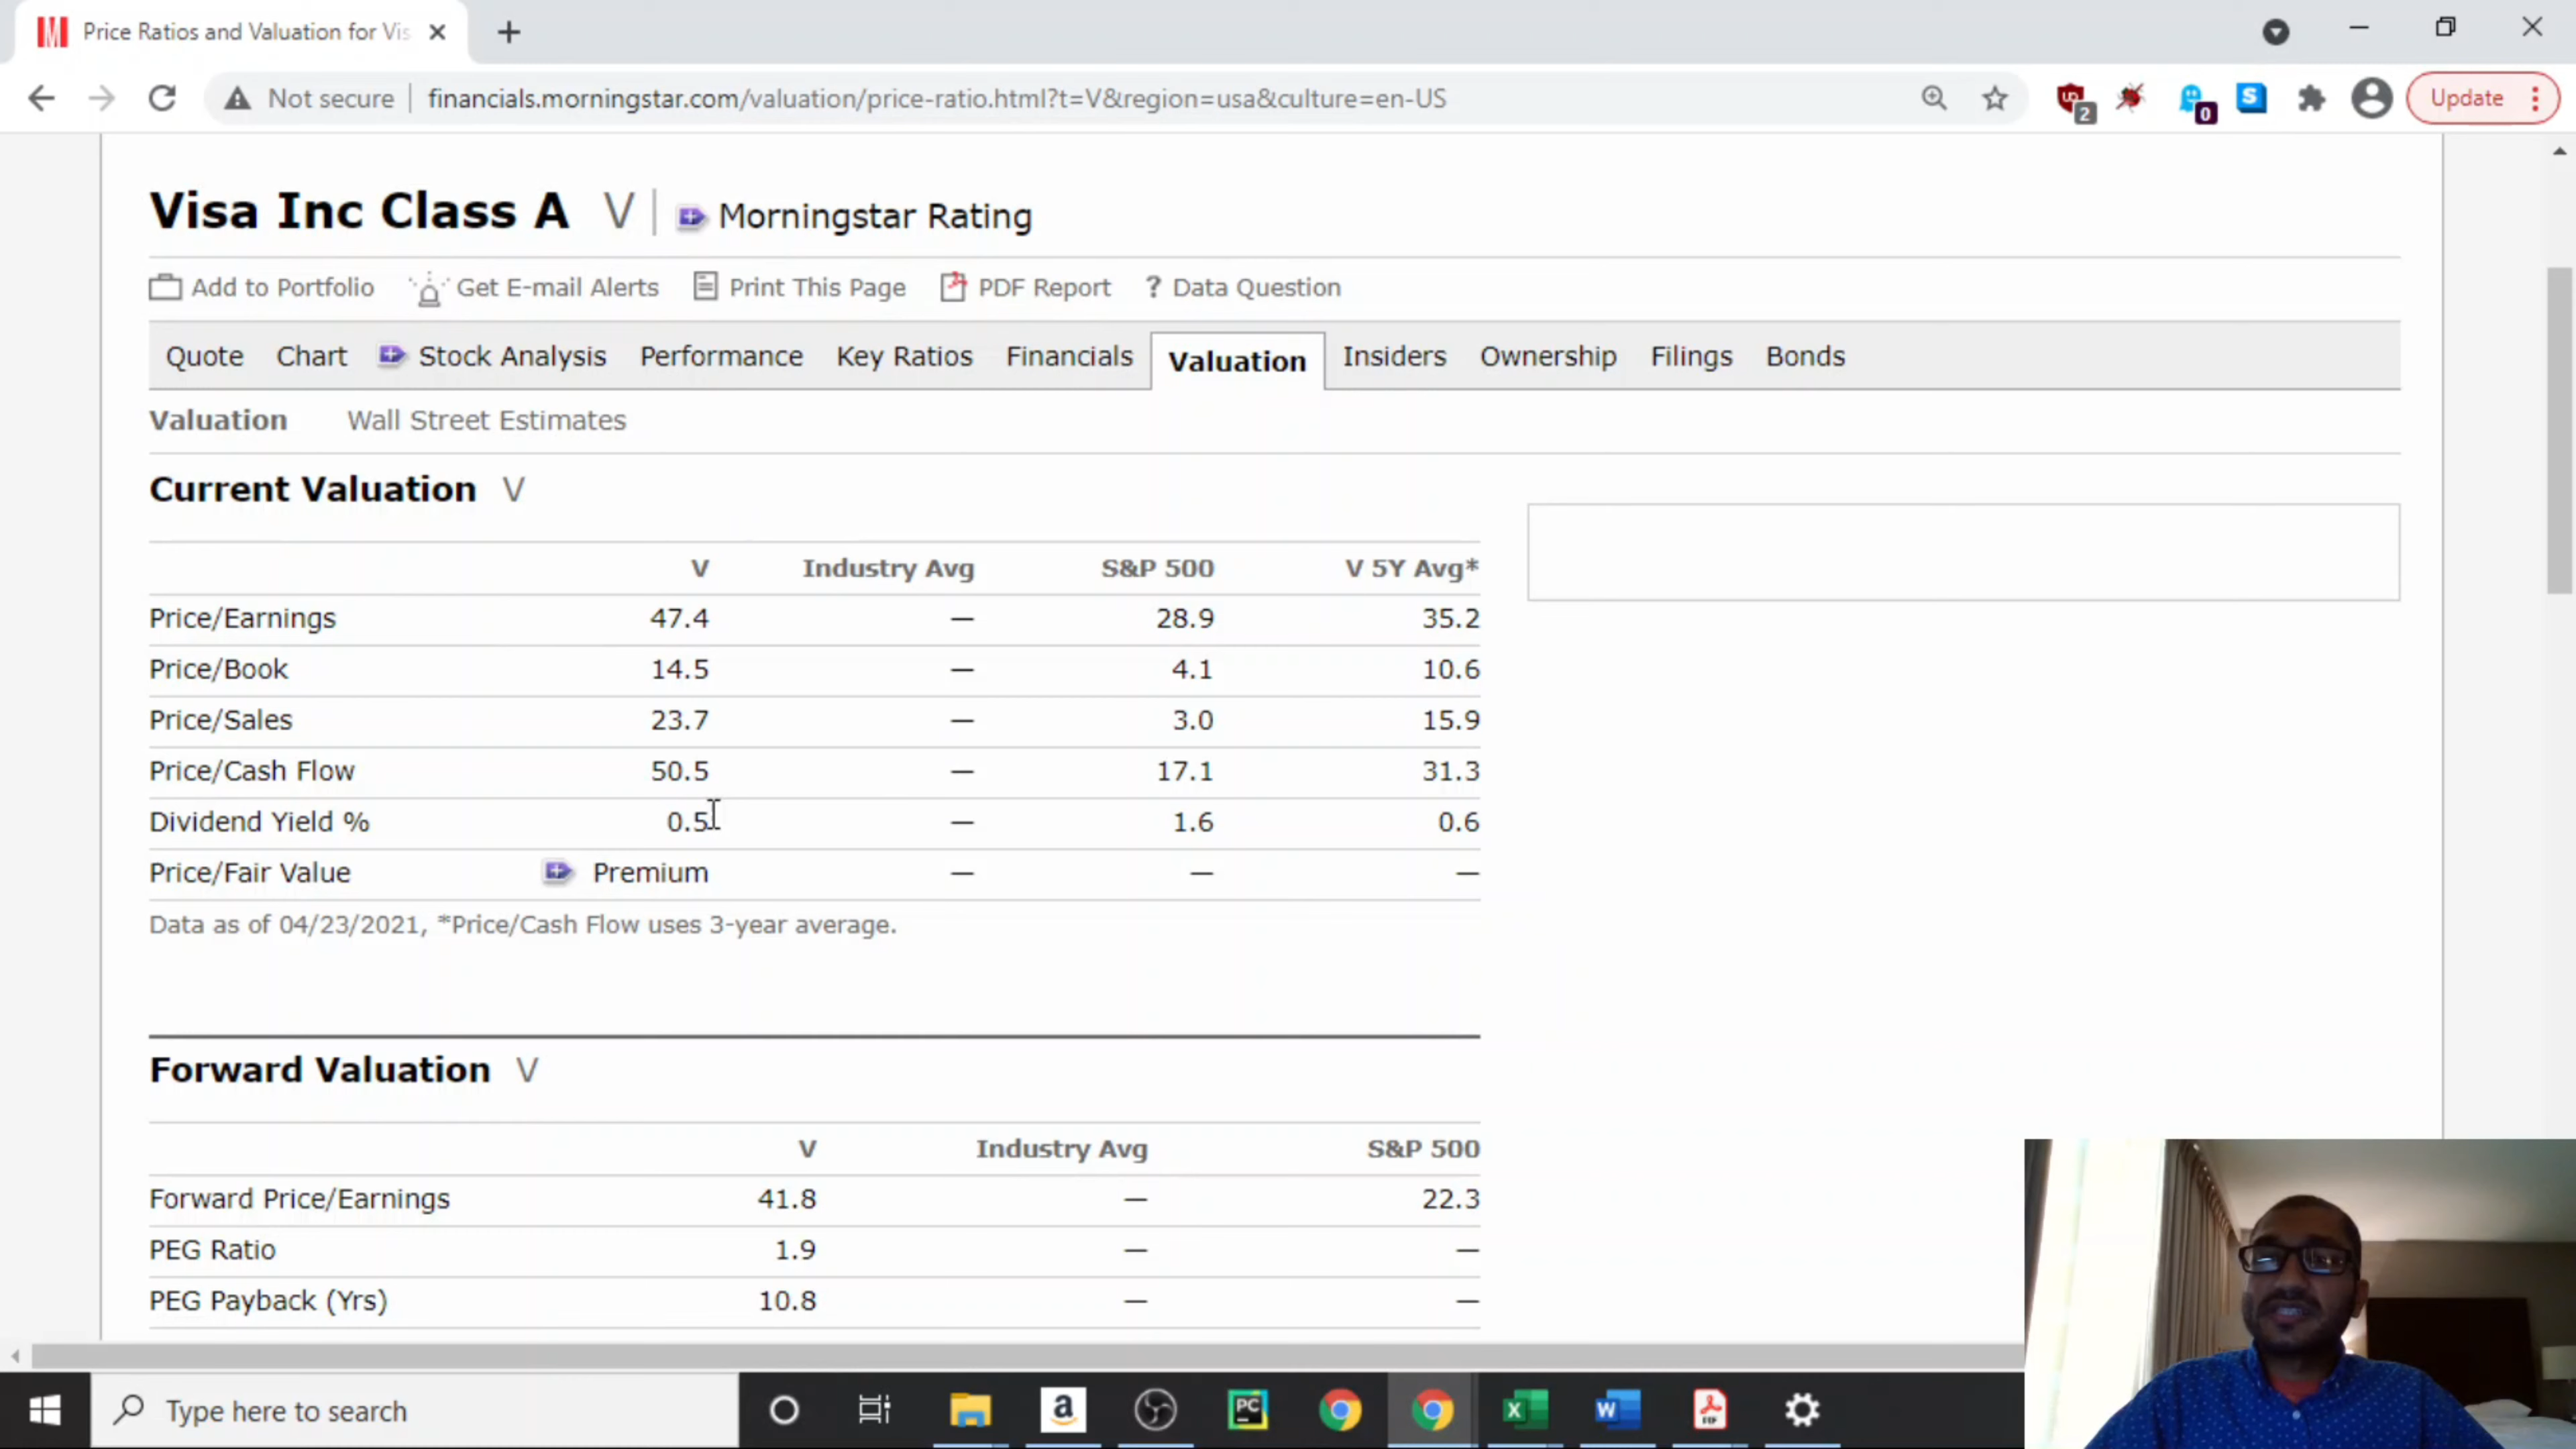 Price Ratios and Valuation for Vis
Not secure financials.morningstar.com/valuation/price-ratio.html?t=V&region=usa&culture=en-US
2
0
S
Update
Visa Inc Class A V Morningstar Rating
Add to Portfolio Get E-mail Alerts Print This Page PDF Report ? Data Question
Quote Chart Stock Analysis Performance Key Ratios Financials Valuation Insiders Ownership Filings Bonds
Valuation Wall Street Estimates
Current Valuation V
V Industry Avg S&P 500 V 5Y Avg*
Price/Earnings 47.4 — 28.9 35.2
Price/Book 14.5 — 4.1 10.6
Price/Sales 23.7 — 3.0 15.9
Price/Cash Flow 50.5 — 17.1 31.3
Dividend Yield % 0.5 — 1.6 0.6
Price/Fair Value Premium — — —
Data as of 04/23/2021, *Price/Cash Flow uses 3-year average.
Forward Valuation V
V Industry Avg S&P 500
Forward Price/Earnings 41.8 — 22.3
PEG Ratio 1.9 — —
PEG Payback (Yrs) 10.8 — —
Type here to search
a
PC
X
W
PDF